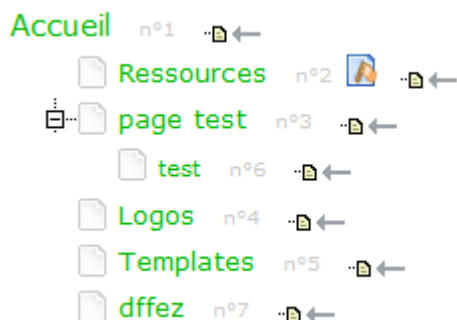 Accueil n°1
Ressources n°2
page test n°3
test n°6
Logos n°4
Templates n°5
dffez n°7